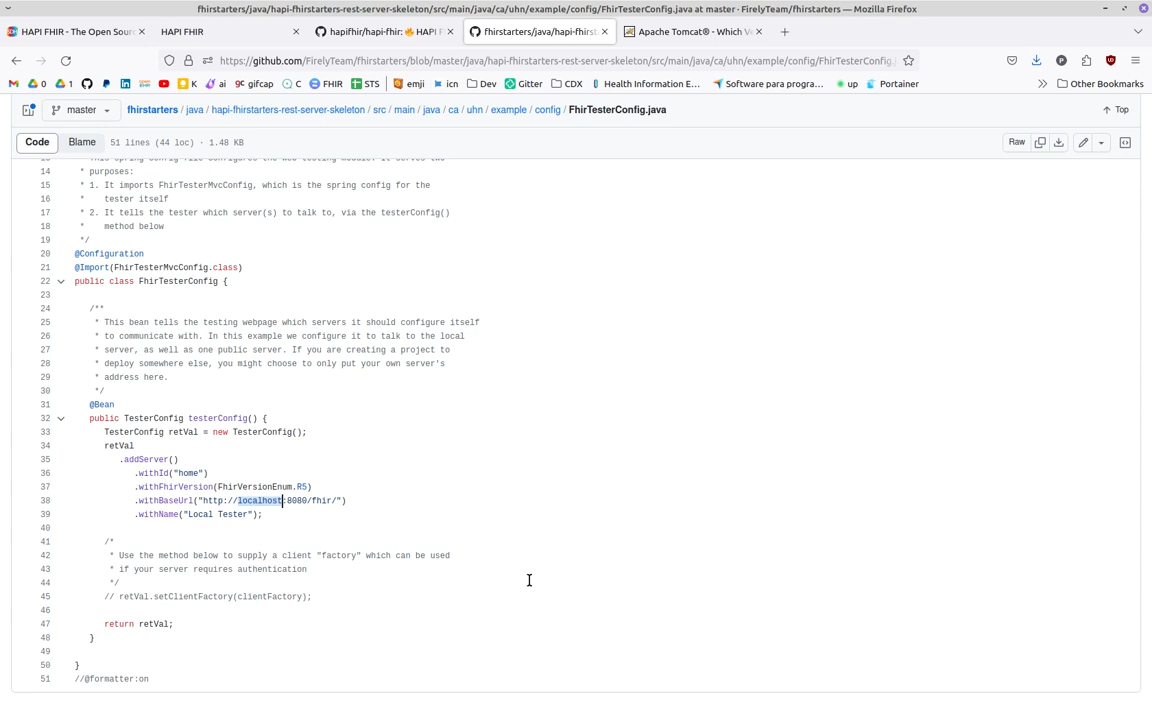 fhirstarters/java/hapi-fhirstarters-rest-server-skeleton/src/main/java/ca/uhn/example/config/FhirTesterConfig.java at master · FirelyTeam/fhirstarters — Mozilla Firefox
HAPI FHIR - The Open Sour
HAPI FHIR
hapifhir/hapi-fhir: 🔥 HAPI F
fhirstarters/java/hapi-fhirst
Apache Tomcat® - Which Ve
https://github.com/FirelyTeam/fhirstarters/blob/master/java/hapi-fhirstarters-rest-server-skeleton/src/main/java/ca/uhn/example/config/FhirTesterConfig.
0 1 K ai gifcap C FHIR STS emji icn Dev Gitter CDX Health Information E… Software para progra… up Portainer Other Bookmarks
master fhirstarters / java / hapi-fhirstarters-rest-server-skeleton / src / main / java / ca / uhn / example / config / FhirTesterConfig.java Top
Code Blame 51 lines (44 loc) · 1.48 KB Raw
14 * purposes:
15 * 1. It imports FhirTesterMvcConfig, which is the spring config for the
16 *    tester itself
17 * 2. It tells the tester which server(s) to talk to, via the testerConfig()
18 *    method below
19 */
20 @Configuration
21 @Import(FhirTesterMvcConfig.class)
22 public class FhirTesterConfig {
23
24 /**
25 * This bean tells the testing webpage which servers it should configure itself
26 * to communicate with. In this example we configure it to talk to the local
27 * server, as well as one public server. If you are creating a project to
28 * deploy somewhere else, you might choose to only put your own server's
29 * address here.
30 */
31 @Bean
32 public TesterConfig testerConfig() {
33 TesterConfig retVal = new TesterConfig();
34 retVal
35 .addServer()
36 .withId("home")
37 .withFhirVersion(FhirVersionEnum.R5)
38 .withBaseUrl("http://localhost:8080/fhir/")
39 .withName("Local Tester");
40
41 /*
42 * Use the method below to supply a client "factory" which can be used
43 * if your server requires authentication
44 */
45 // retVal.setClientFactory(clientFactory);
46
47 return retVal;
48 }
49
50 }
51 //@formatter:on